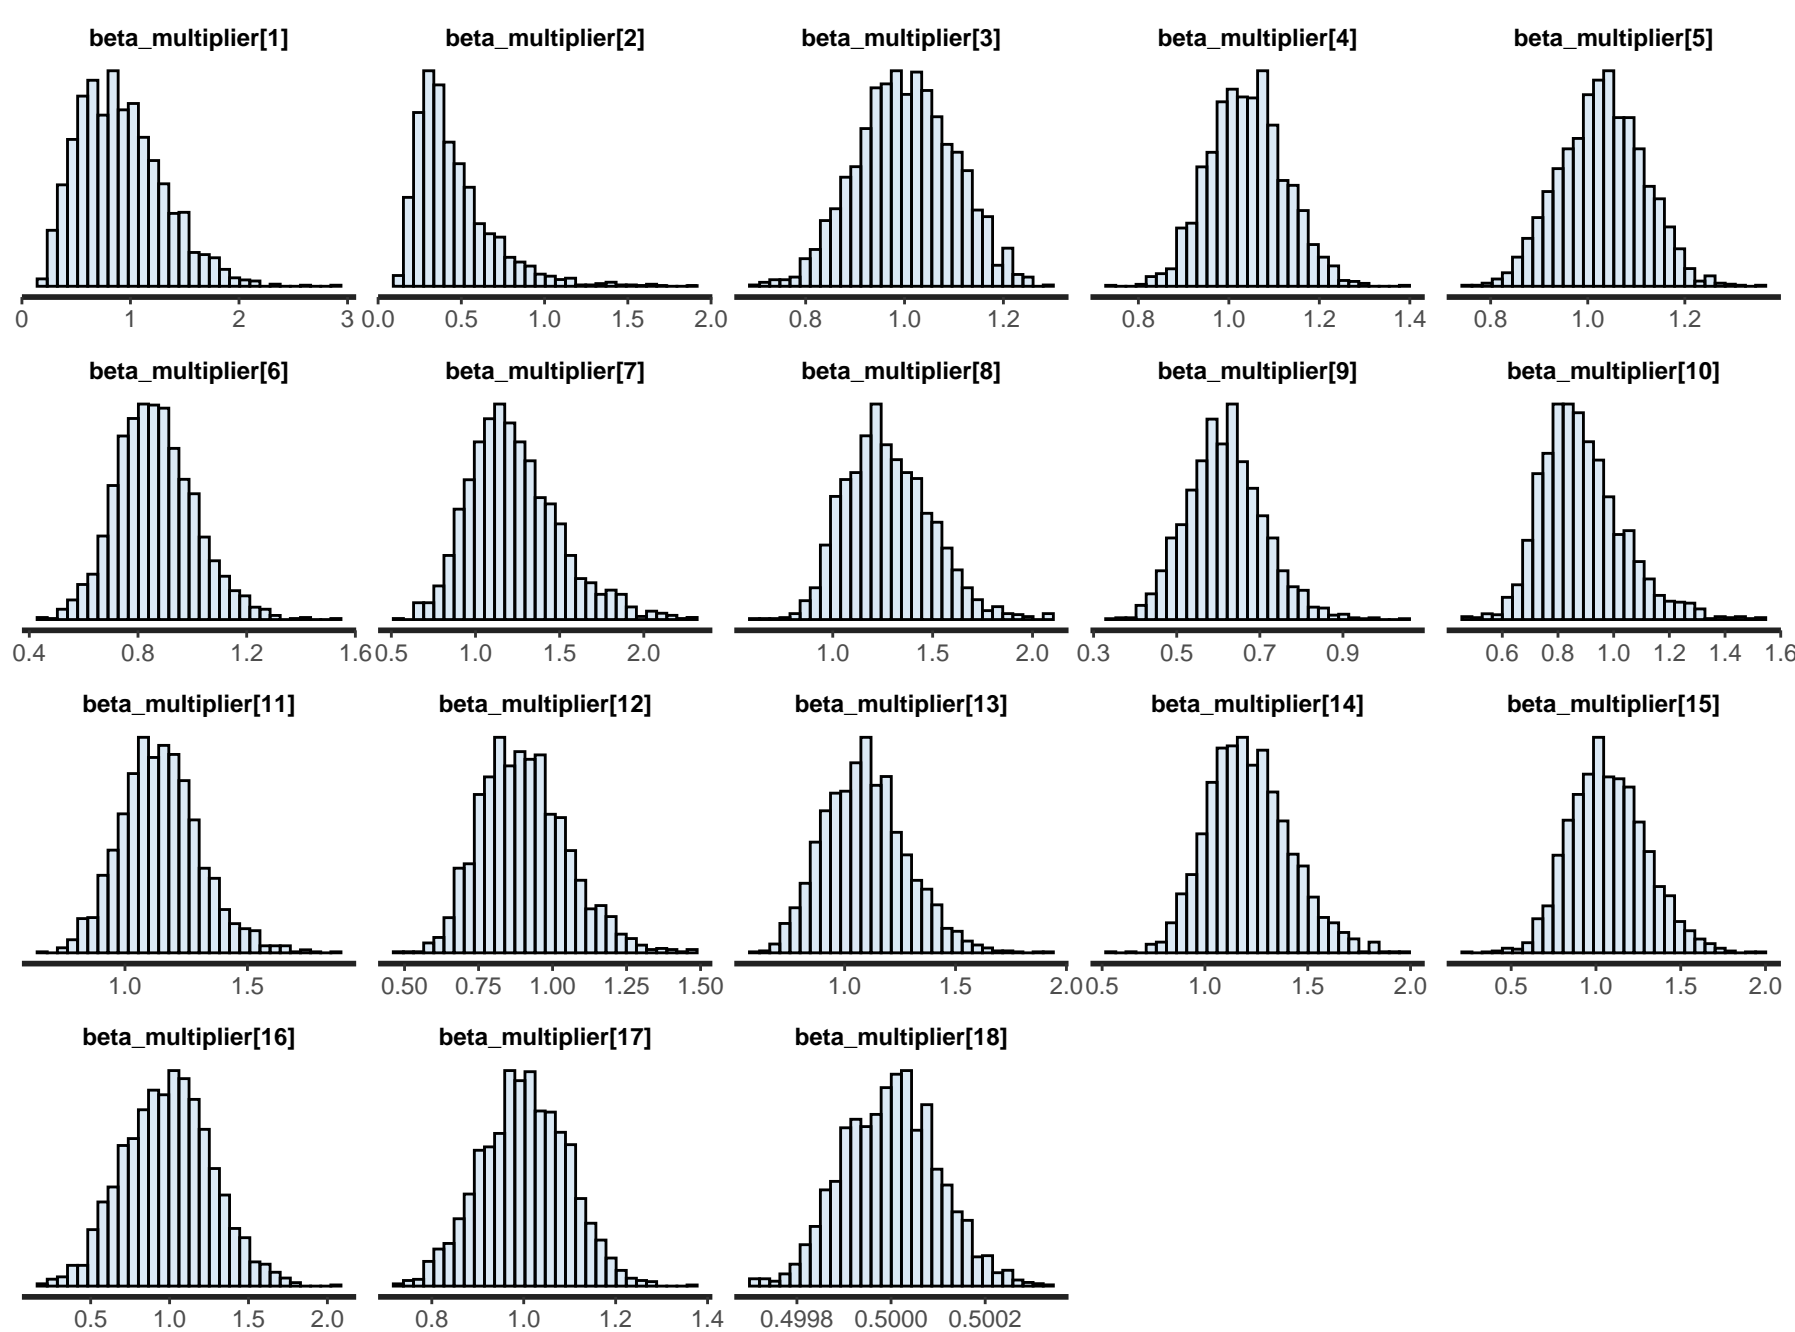 beta_multiplier[1] beta_multiplier[2] beta_multiplier[3] beta_multiplier[4] beta_multiplier[5]
0 1 2 3 0.0 0.5 1.0 1.5 2.0 0.8 1.0 1.2 0.8 1.0 1.2 1.4 0.8 1.0 1.2
beta_multiplier[6] beta_multiplier[7] beta_multiplier[8] beta_multiplier[9] beta_multiplier[10]
0.4 0.8 1.2 1.6 0.5 1.0 1.5 2.0 1.0 1.5 2.0 0.3 0.5 0.7 0.9 0.6 0.8 1.0 1.2 1.4 1.6
beta_multiplier[11] beta_multiplier[12] beta_multiplier[13] beta_multiplier[14] beta_multiplier[15]
1.0 1.5 0.50 0.75 1.00 1.25 1.50 1.0 1.5 2.0 0.5 1.0 1.5 2.0 0.5 1.0 1.5 2.0
beta_multiplier[16] beta_multiplier[17] beta_multiplier[18]
0.5 1.0 1.5 2.0 0.8 1.0 1.2 1.4 0.4998 0.5000 0.5002